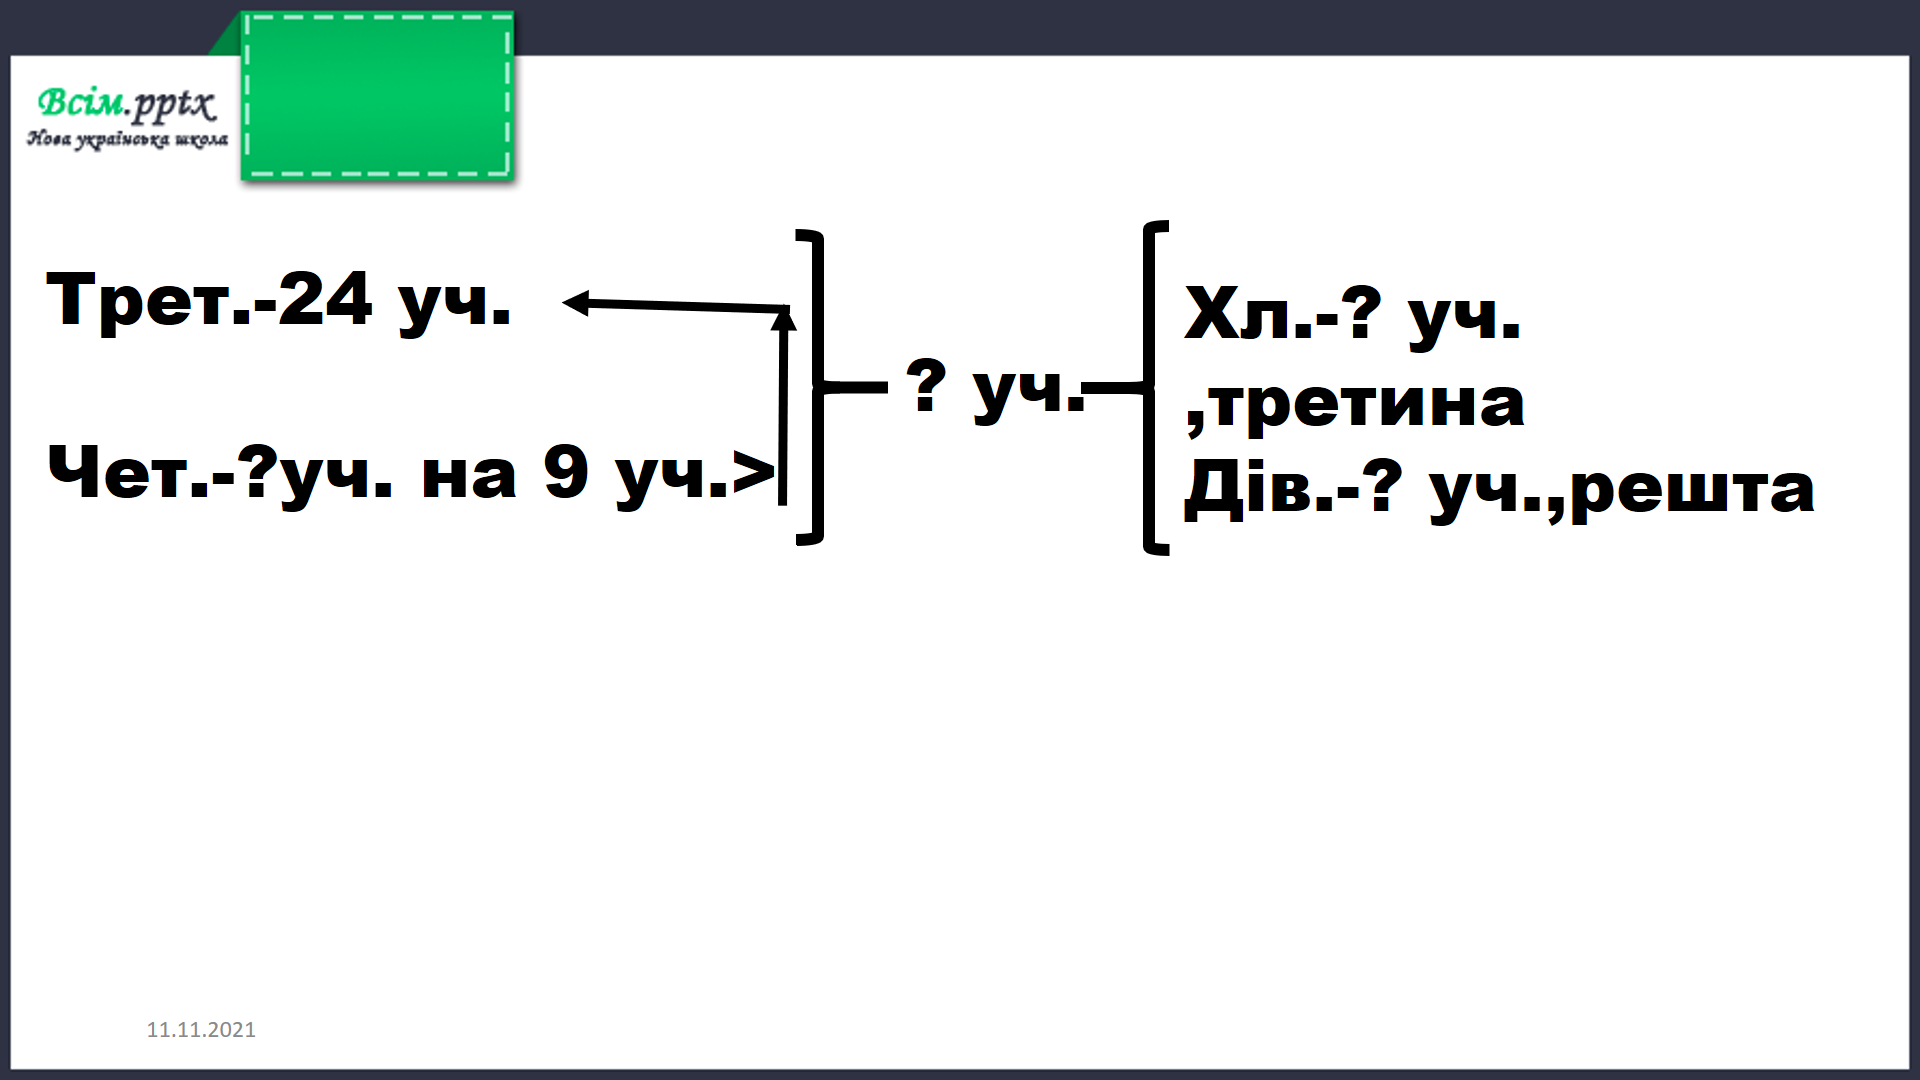 Всім.pptx
Нова українська школа
Трет.-24 уч.
Чет.-?уч. на 9 уч.>
? уч.
Хл.-? уч.
,третина
Дів.-? уч.,решта
11.11.2021